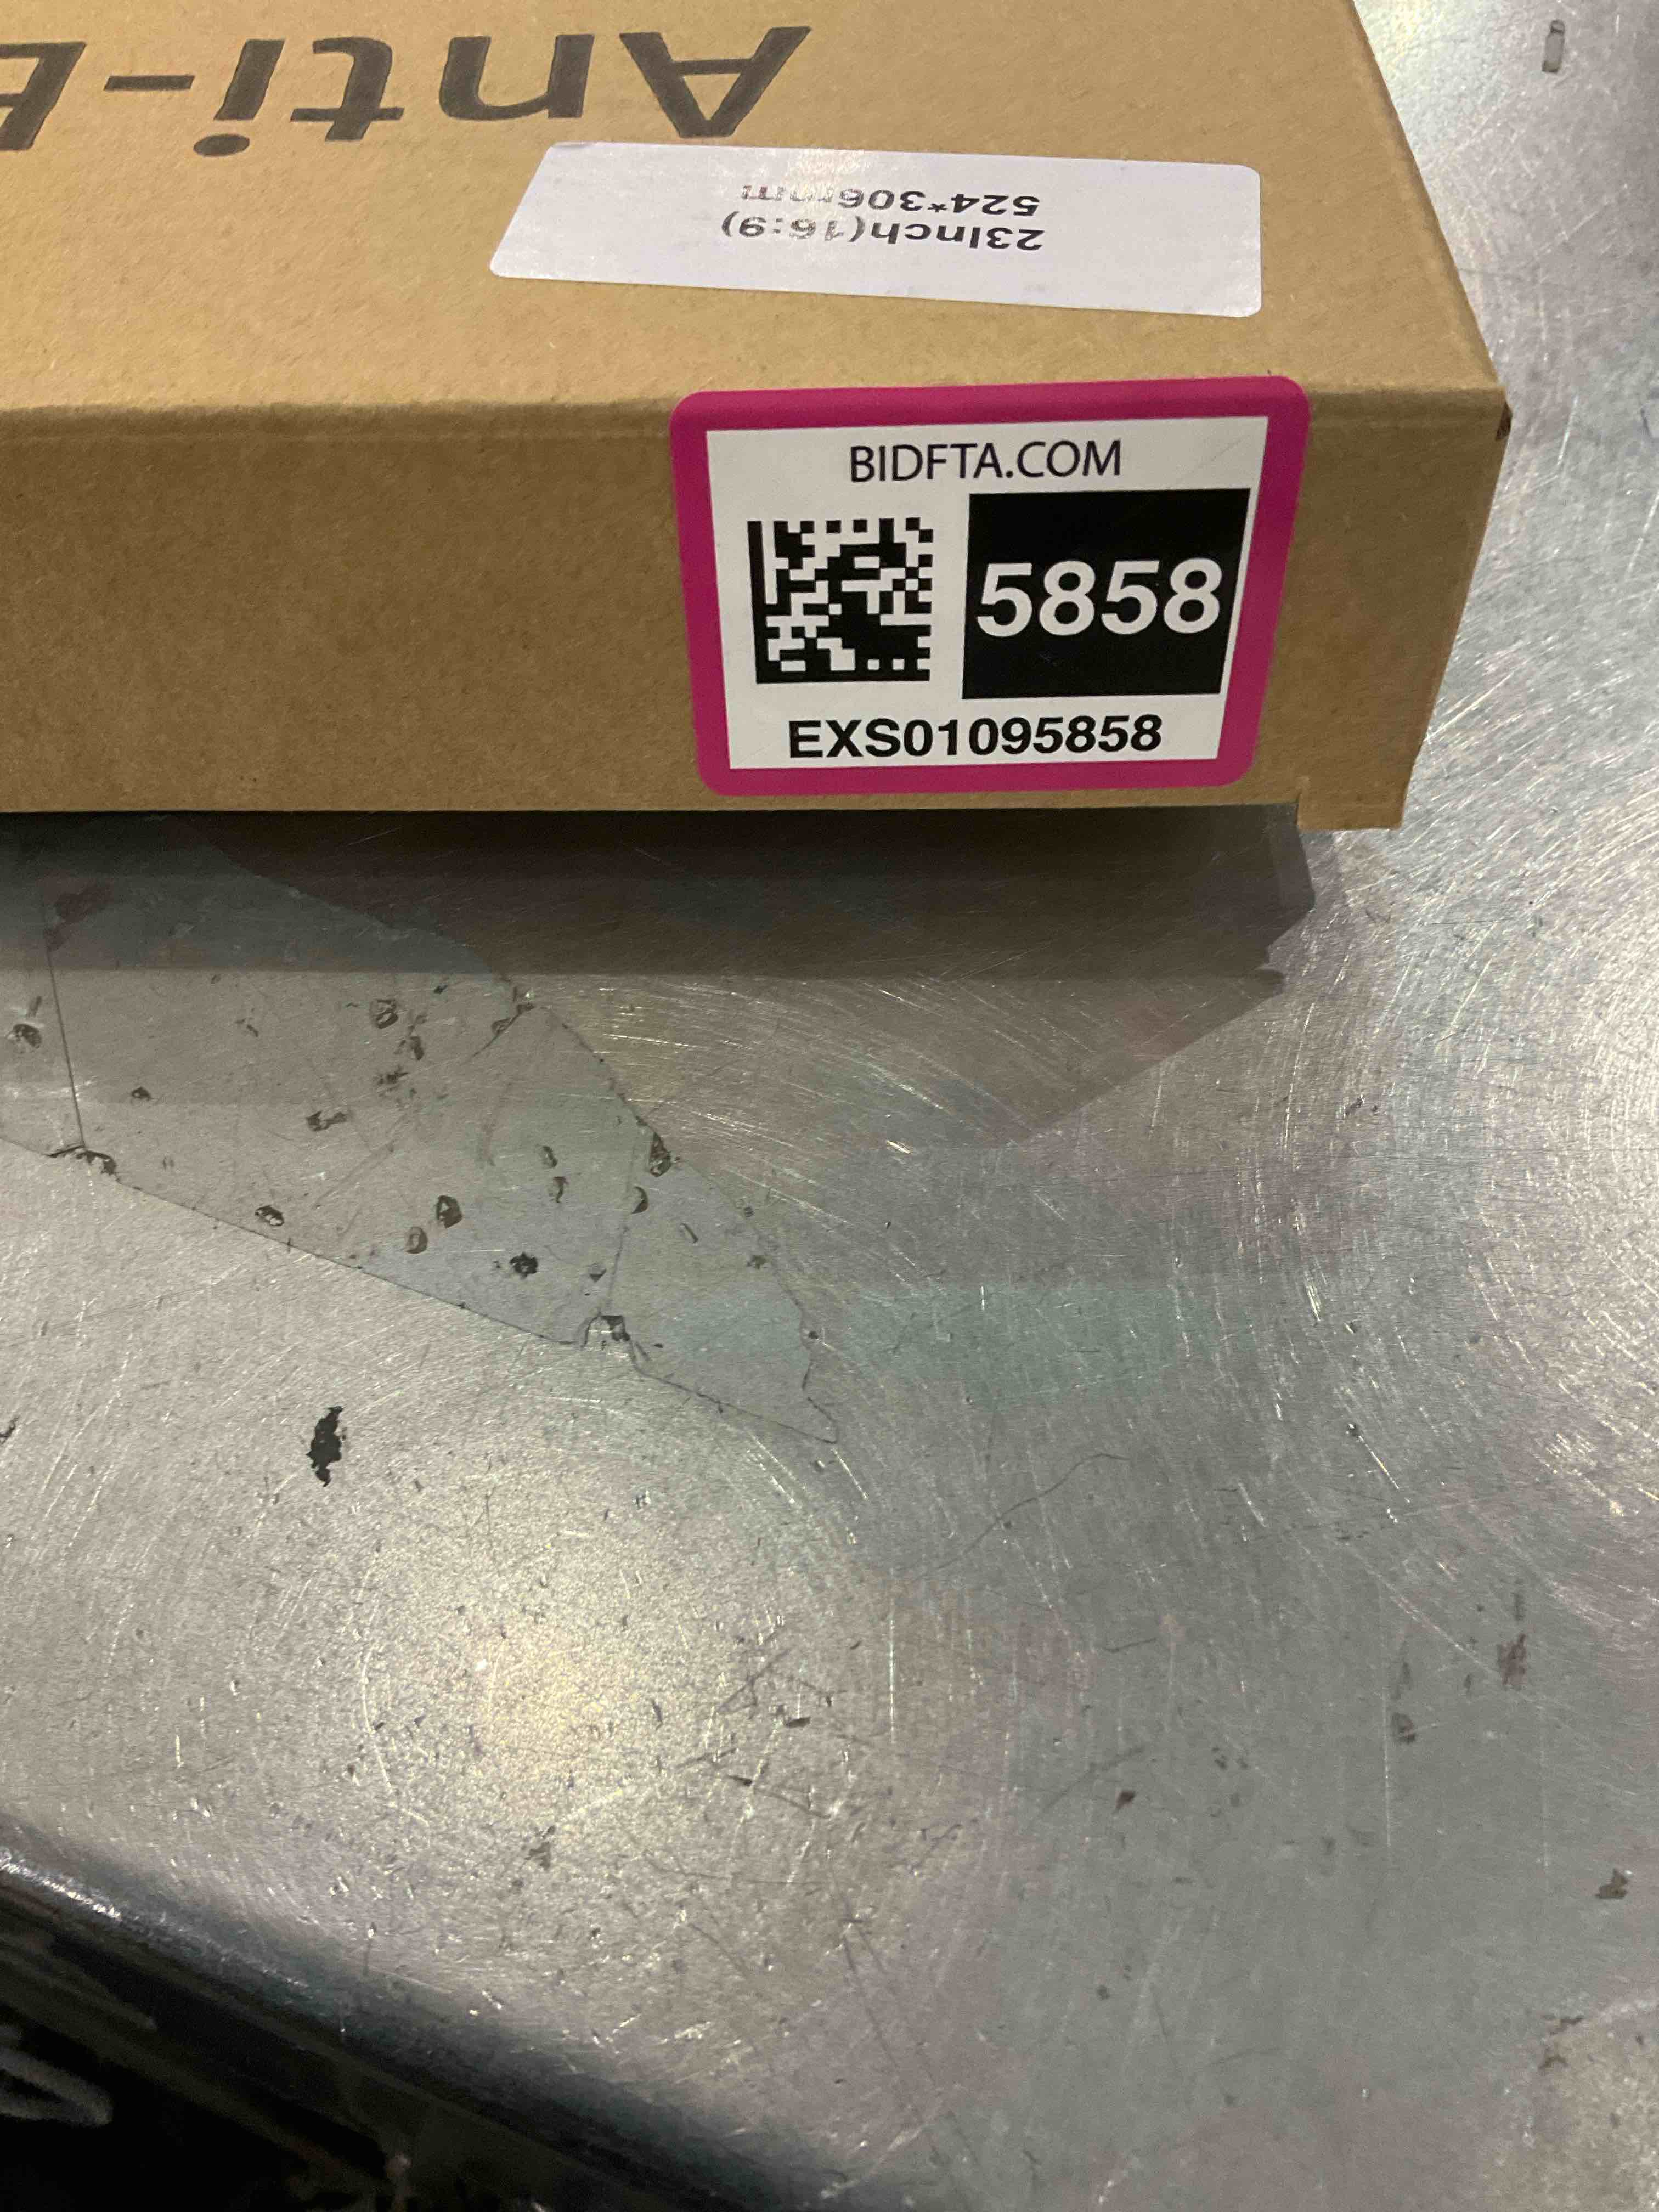 Anti-
23Inch(16:9)
524*306mm
BIDFTA.COM
5858
EXS01095858